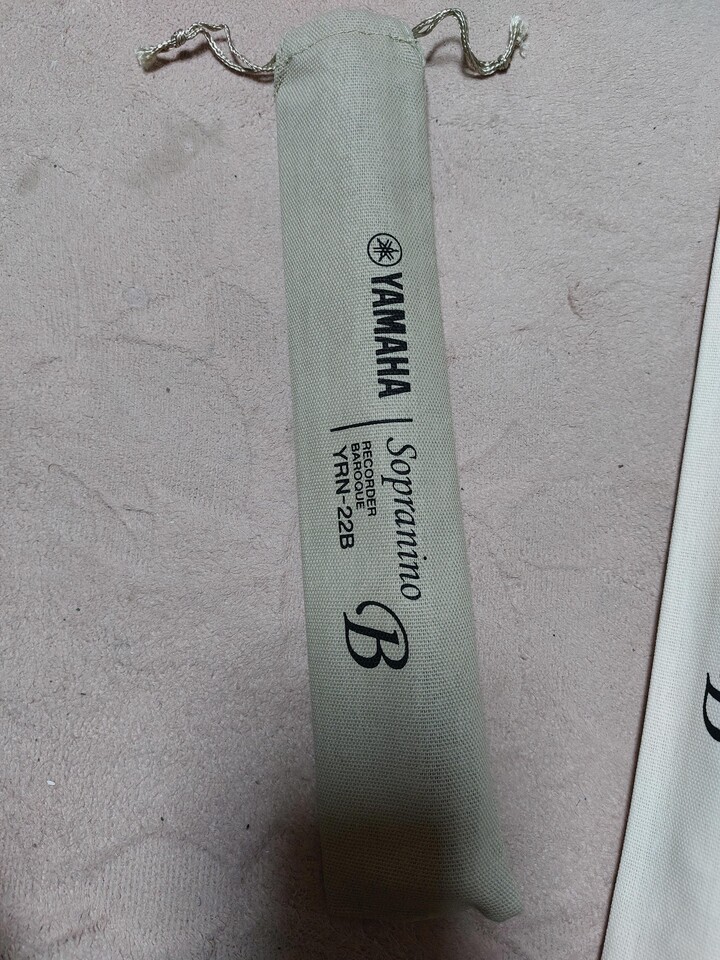 YAMAHA
Sopranino
RECORDER
BAROQUE
YRN-22B
B
B